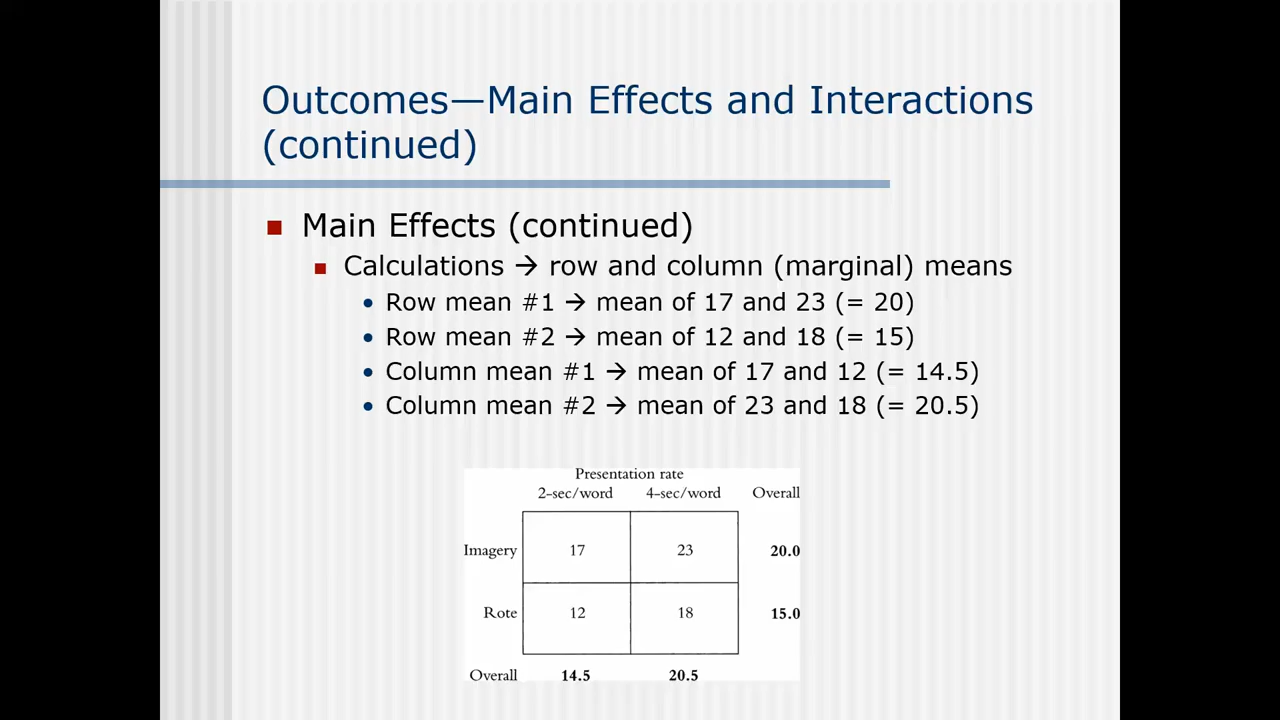 Outcomes—Main Effects and Interactions
(continued)
Main Effects (continued)
Calculations → row and column (marginal) means
Row mean #1 → mean of 17 and 23 (= 20)
Row mean #2 → mean of 12 and 18 (= 15)
Column mean #1 → mean of 17 and 12 (= 14.5)
Column mean #2 → mean of 23 and 18 (= 20.5)
Presentation rate
2-sec/word 4-sec/word Overall
Imagery 17 23 20.0
Rote 12 18 15.0
Overall 14.5 20.5